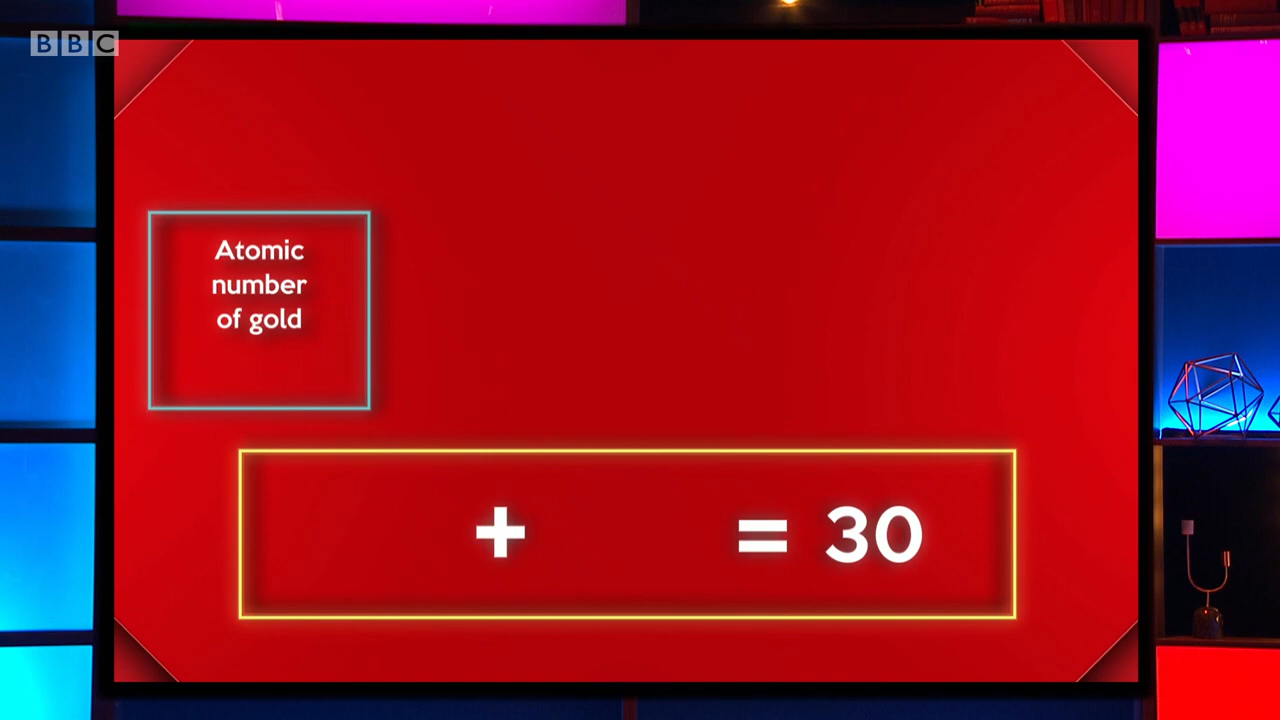 BBC
Atomic
number
of gold
+ = 30